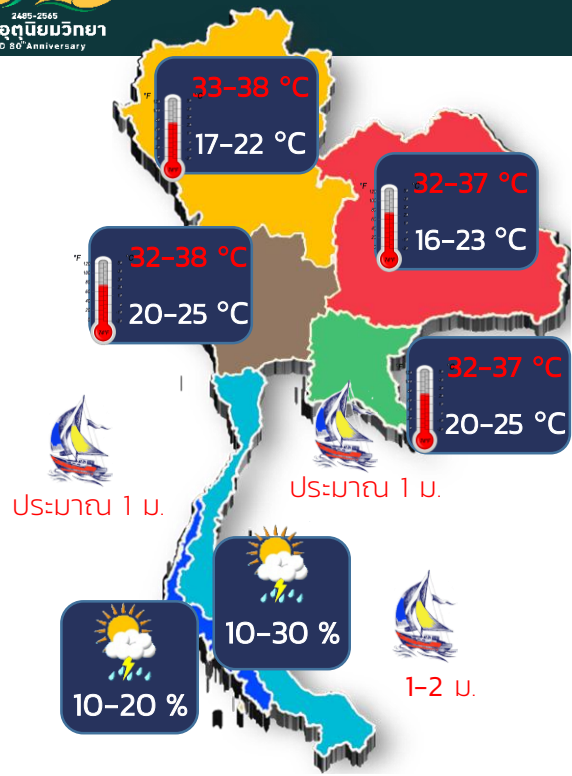 2485-2565
อุตุนิยมวิทยา
80th Anniversary
33-38 °C
17-22 °C
32-37 °C
16-23 °C
32-38 °C
20-25 °C
32-37 °C
20-25 °C
ประมาณ 1 ม.
ประมาณ 1 ม.
10-30 %
10-20 %
1-2 ม.